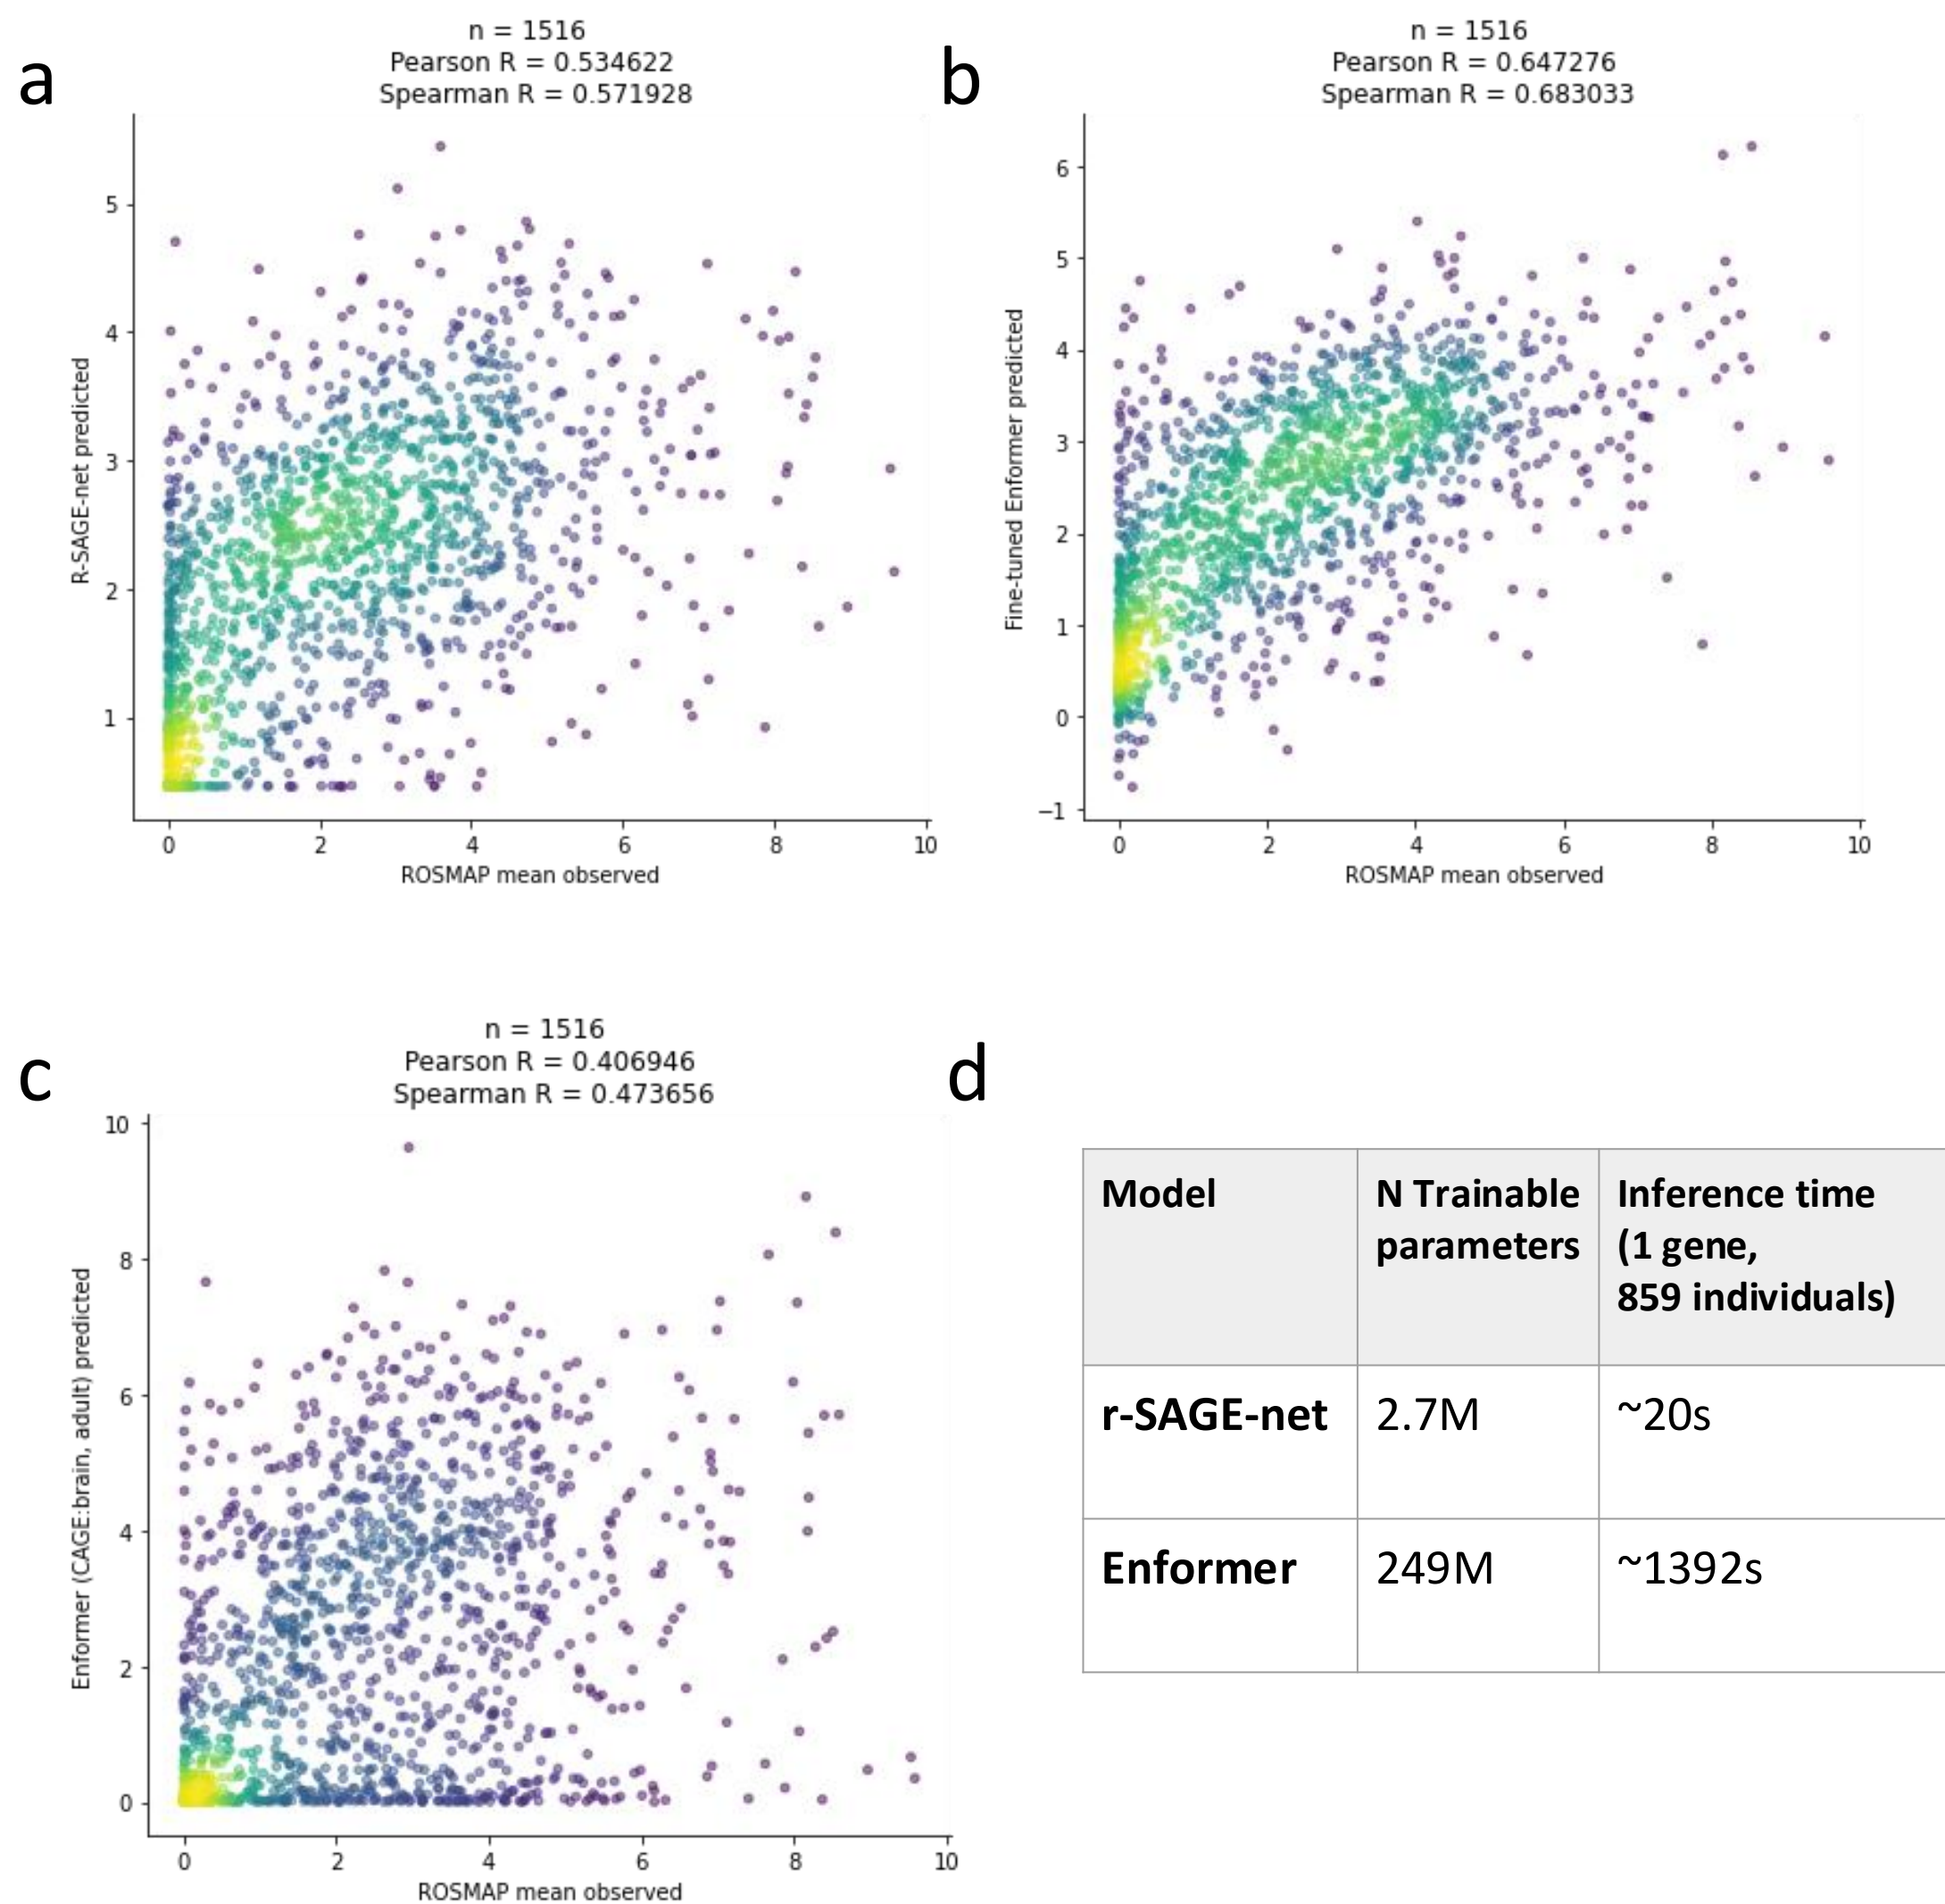 a
n = 1516
Pearson R = 0.534622
Spearman R = 0.571928
R-SAGE-net predicted
5
4
3
2
1
0 2 4 6 8 10
ROSMAP mean observed
b
n = 1516
Pearson R = 0.647276
Spearman R = 0.683033
Fine-tuned Enformer predicted
6
5
4
3
2
1
0
−1
0 2 4 6 8 10
ROSMAP mean observed
c
n = 1516
Pearson R = 0.406946
Spearman R = 0.473656
Enformer (CAGE:brain, adult) predicted
10
8
6
4
2
0
0 2 4 6 8 10
ROSMAP mean observed
d
Model
N Trainable
parameters
Inference time
(1 gene,
859 individuals)
r-SAGE-net 2.7M ~20s
Enformer 249M ~1392s